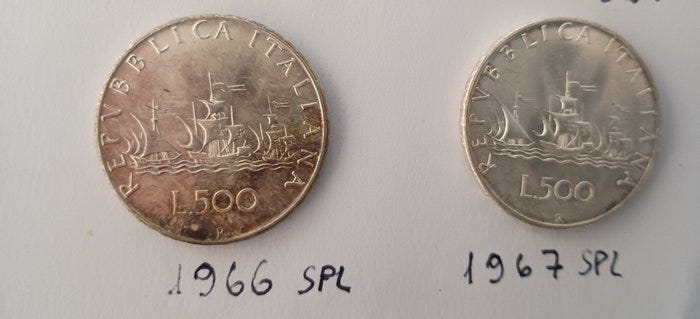 REPVBBLICA ITALIANA
L.500
R
REPVBBLICA ITALIANA
L.500
R
1966 SPL
1967 SPL